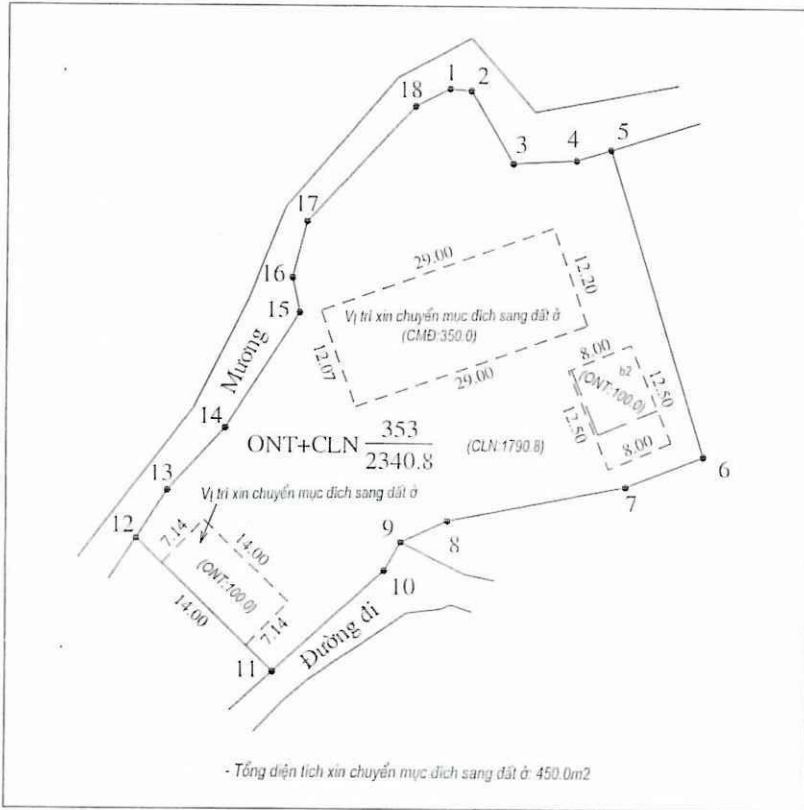 1 2
18
3 4 5
17
29.00
12.20
16
15
Vị trí xin chuyển mục đích sang đất ở
(CMĐ:350.0)
12.07
29.00
8.00
b2
(ONT:100.0)
12.50
12.50
8.00
Mương
14
ONT+CLN 353
2340.8
(CLN:1790.8)
6
13
7
Vị trí xin chuyển mục đích sang đất ở
12
7.14
14.00
9 8
(ONT:100.0)
10
14.00
7.14
Đường đi
11
- Tổng diện tích xin chuyển mục đích sang đất ở: 450.0m2